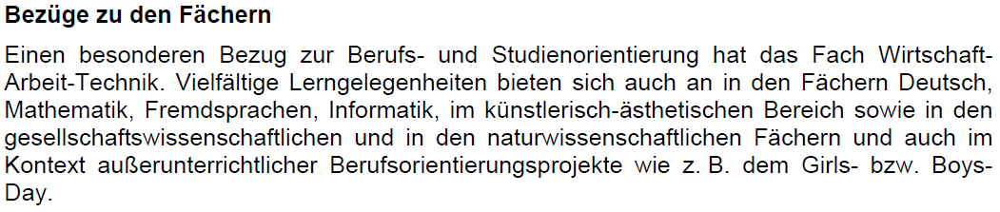 Bezüge zu den Fächern
Einen besonderen Bezug zur Berufs- und Studienorientierung hat das Fach Wirtschaft-
Arbeit-Technik. Vielfältige Lerngelegenheiten bieten sich auch an in den Fächern Deutsch,
Mathematik, Fremdsprachen, Informatik, im künstlerisch-ästhetischen Bereich sowie in den
gesellschaftswissenschaftlichen und in den naturwissenschaftlichen Fächern und auch im
Kontext außerunterrichtlicher Berufsorientierungsprojekte wie z. B. dem Girls- bzw. Boys-
Day.